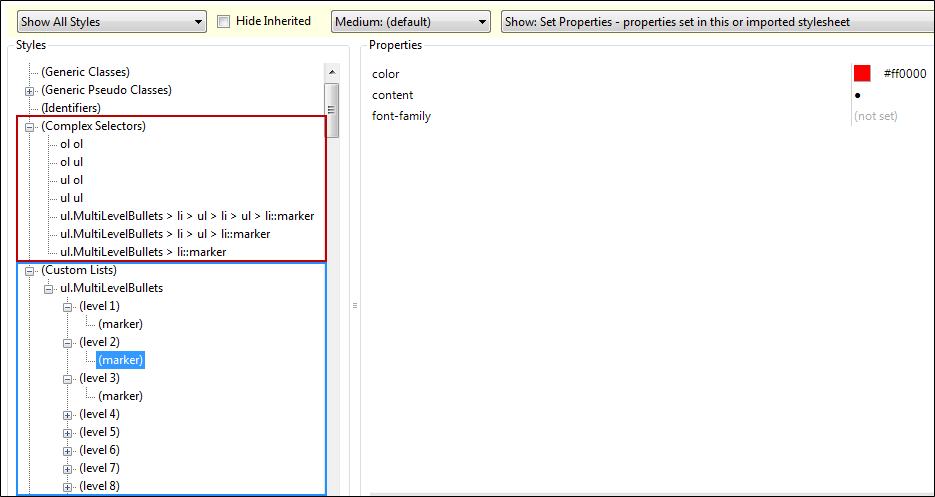 Show All Styles
Hide Inherited
Medium: (default)
Show: Set Properties - properties set in this or imported stylesheet
Styles
(Generic Classes)
(Generic Pseudo Classes)
(Identifiers)
(Complex Selectors)
ol ol
ol ul
ul ol
ul ul
ul.MultiLevelBullets > li > ul > li > ul > li::marker
ul.MultiLevelBullets > li > ul > li::marker
ul.MultiLevelBullets > li::marker
(Custom Lists)
ul.MultiLevelBullets
(level 1)
(marker)
(level 2)
(marker)
(level 3)
(marker)
(level 4)
(level 5)
(level 6)
(level 7)
(level 8)
Properties
color #ff0000
content ●
font-family (not set)